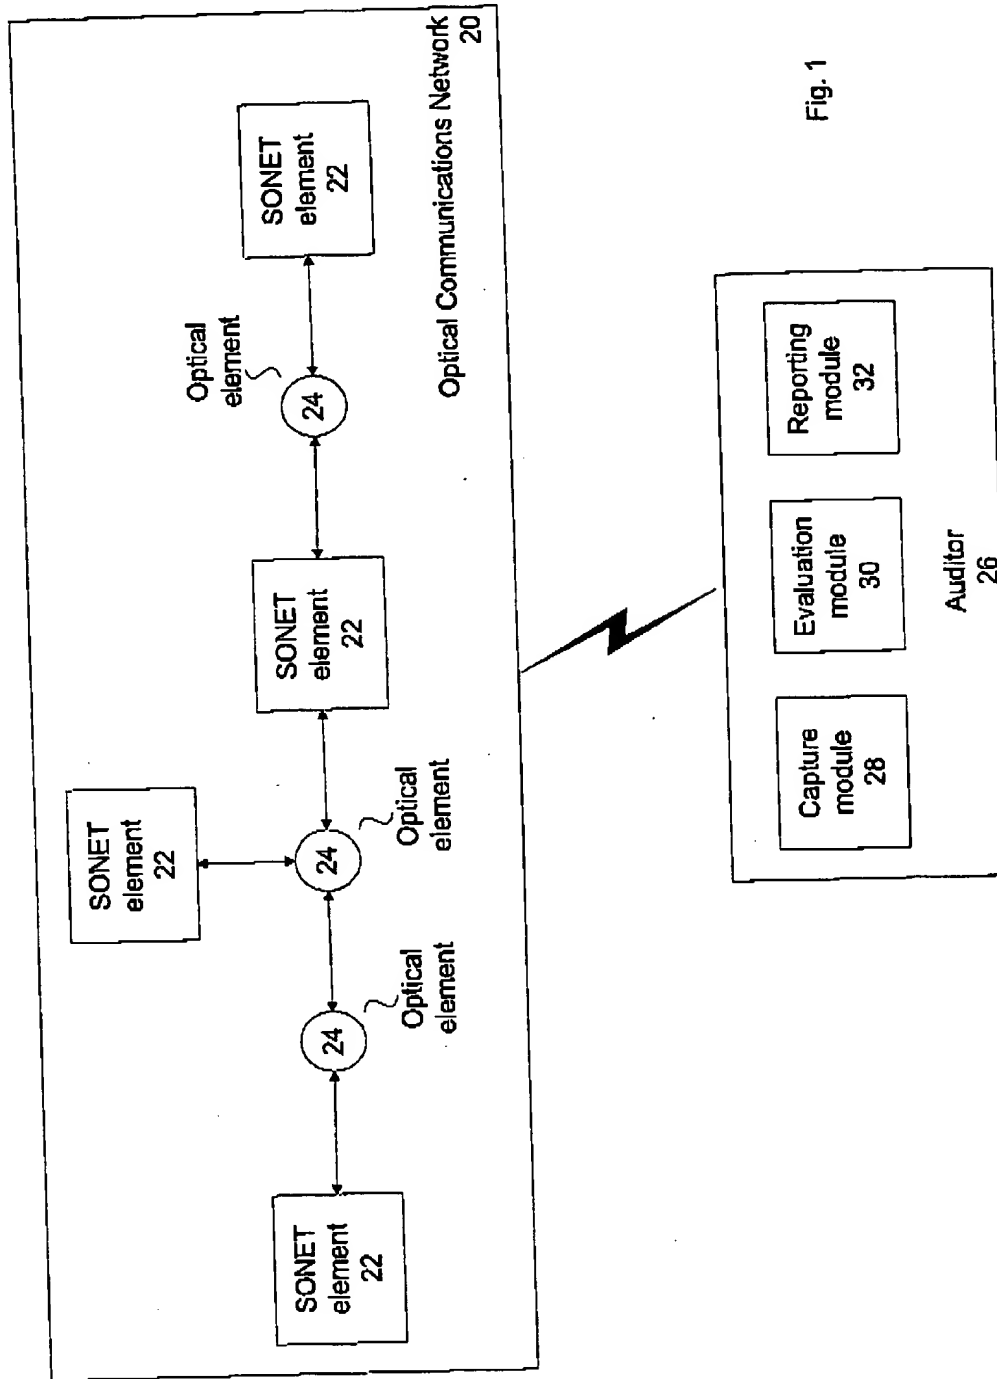 SONET
element
22
SONET
element
22
24
Optical
element
24
Optical
element
SONET
element
22
24
Optical
element
SONET
element
22
Optical Communications Network
20
Capture
module
28
Evaluation
module
30
Reporting
module
32
Auditor
26
Fig. 1